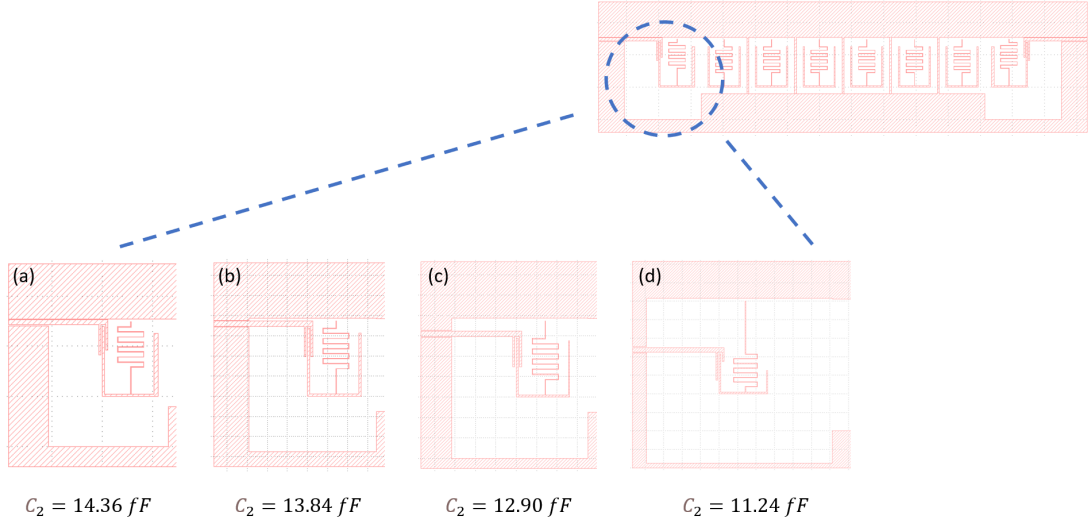 (a)
(b)
(c)
(d)
C₂ = 14.36 fF
C₂ = 13.84 fF
C₂ = 12.90 fF
C₂ = 11.24 fF